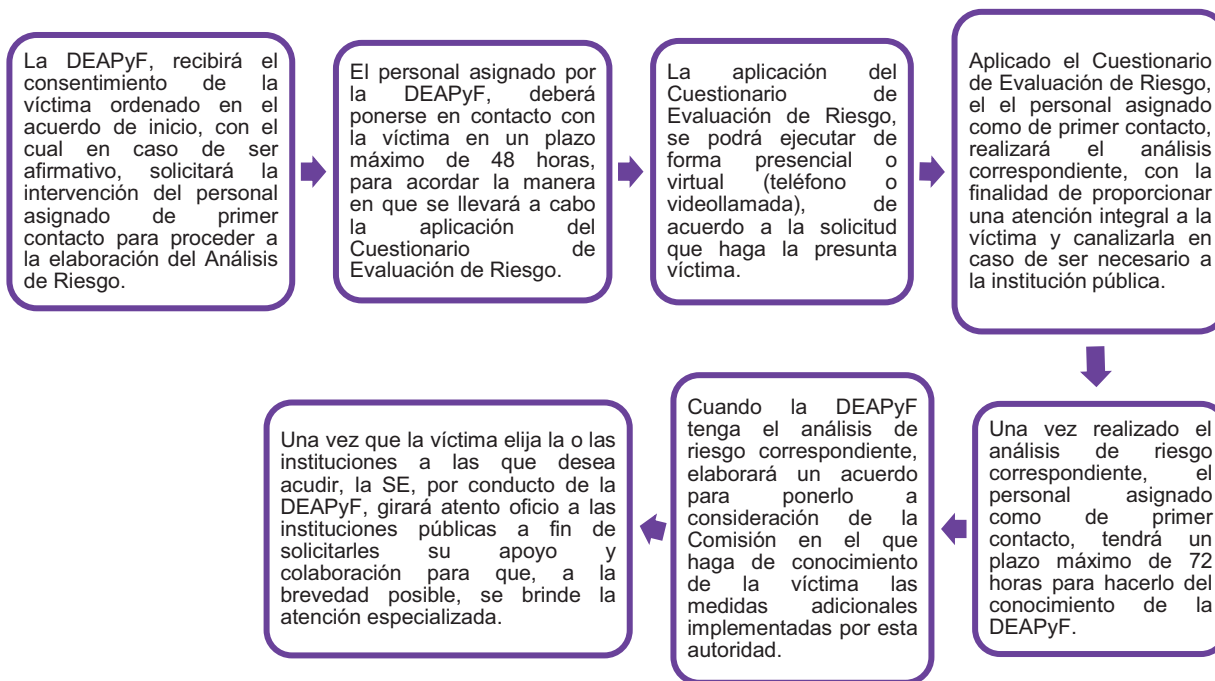 La DEAPyF, recibirá el
consentimiento de la
víctima ordenado en el
acuerdo de inicio, con el
cual en caso de ser
afirmativo, solicitará la
intervención del personal
asignado de primer
contacto para proceder a
la elaboración del Análisis
de Riesgo.
El personal asignado por
la DEAPyF, deberá
ponerse en contacto con
la víctima en un plazo
máximo de 48 horas,
para acordar la manera
en que se llevará a cabo
la aplicación del
Cuestionario de
Evaluación de Riesgo.
La aplicación del
Cuestionario de
Evaluación de Riesgo,
se podrá ejecutar de
forma presencial o
virtual (teléfono o
videollamada), de
acuerdo a la solicitud
que haga la presunta
víctima.
Aplicado el Cuestionario
de Evaluación de Riesgo,
el el personal asignado
como de primer contacto,
realizará el análisis
correspondiente, con la
finalidad de proporcionar
una atención integral a la
víctima y canalizarla en
caso de ser necesario a
la institución pública.
Una vez realizado el
análisis de riesgo
correspondiente, el
personal asignado
como de primer
contacto, tendrá un
plazo máximo de 72
horas para hacerlo del
conocimiento de la
DEAPyF.
Cuando la DEAPyF
tenga el análisis de
riesgo correspondiente,
elaborará un acuerdo
para ponerlo a
consideración de la
Comisión en el que
haga de conocimiento
de la víctima las
medidas adicionales
implementadas por esta
autoridad.
Una vez que la víctima elija la o las
instituciones a las que desea
acudir, la SE, por conducto de la
DEAPyF, girará atento oficio a las
instituciones públicas a fin de
solicitarles su apoyo y
colaboración para que, a la
brevedad posible, se brinde la
atención especializada.